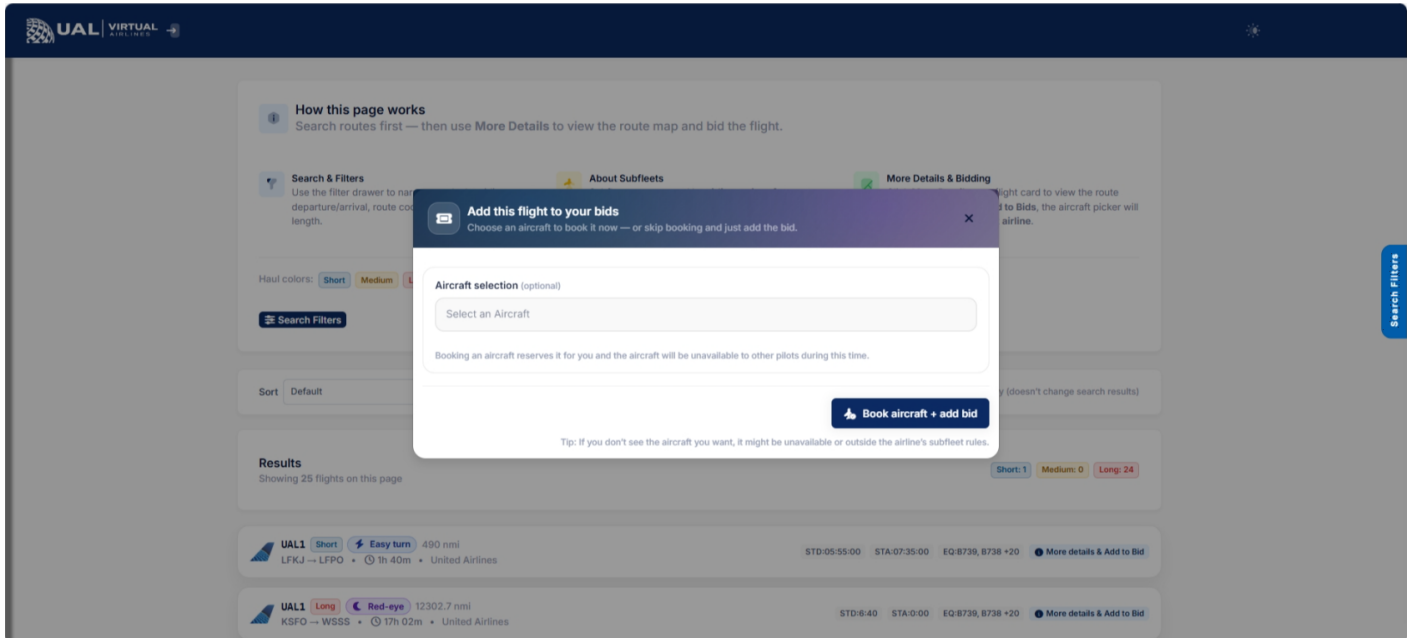 UAL VIRTUAL AIRLINES
How this page works
Search routes first — then use More Details to view the route map and bid the flight.
Search & Filters
Use the filter drawer to
departure/arrival, route
length.
About Subfleets
More Details & Bidding
flight card to view the route
to Bids, the aircraft picker will
airline.
Add this flight to your bids
Choose an aircraft to book it now — or skip booking and just add the bid.
Aircraft selection (optional)
Select an Aircraft
Booking an aircraft reserves it for you and the aircraft will be unavailable to other pilots during this time.
Book aircraft + add bid
Tip: If you don't see the aircraft you want, it might be unavailable or outside the airline's subfleet rules.
Haul colors: Short Medium
Search Filters
Search Filters
Sort Default
(doesn't change search results)
Results
Showing 25 flights on this page
Short: 1 Medium: 0 Long: 24
UAL1 Short Easy turn 490 nmi
LFKJ → LFPO • 1h 40m • United Airlines
STD:05:55:00 STA:07:35:00 EQ:B739, B738 +20 More details & Add to Bid
UAL1 Long Red-eye 12302.7 nmi
KSFO → WSSS • 17h 02m • United Airlines
STD:6:40 STA:0:00 EQ:B739, B738 +20 More details & Add to Bid